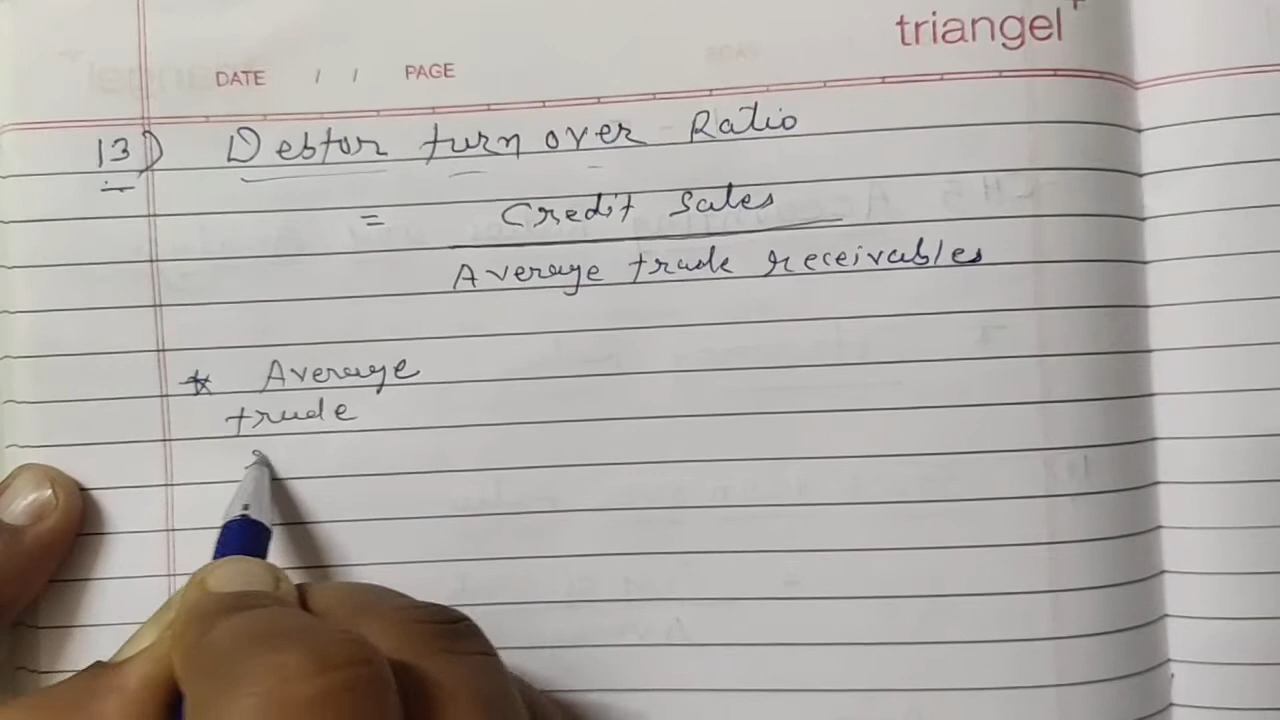 triangel
DATE / / PAGE
13) Debtor turn over Ratio
= Credit Sales
Average trade receivables
* Average
trade